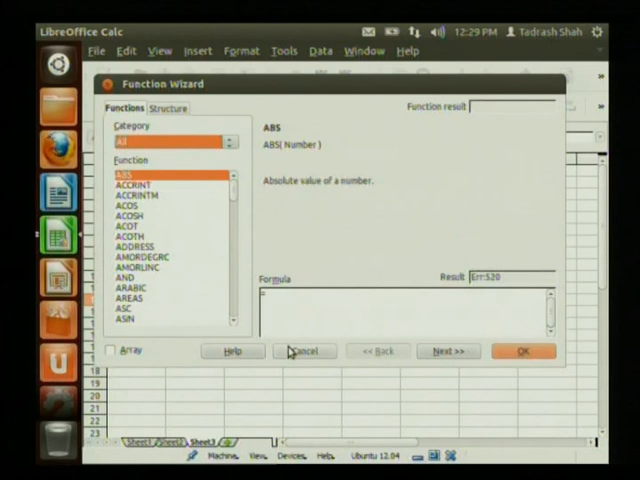 LibreOffice Calc 12:29 PM Tadrash Shah
File Edit View Insert Format Tools Data Window Help
Function Wizard
Functions Structure
Function result
Category
All
ABS
ABS( Number )
Function
Absolute value of a number.
ABS
ACCRINT
ACCRINTM
ACOS
ACOSH
ACOT
ACOTH
ADDRESS
AMORDEGRC
AMORLINC
AND
ARABIC
AREAS
ASC
ASIN
Formula
Result Err:520
=
Array
Help Cancel << Back Next >> OK
18
19
20
21
22
23
Sheet1 Sheet2 Sheet3
Machine View Devices Help Ubuntu 12.04